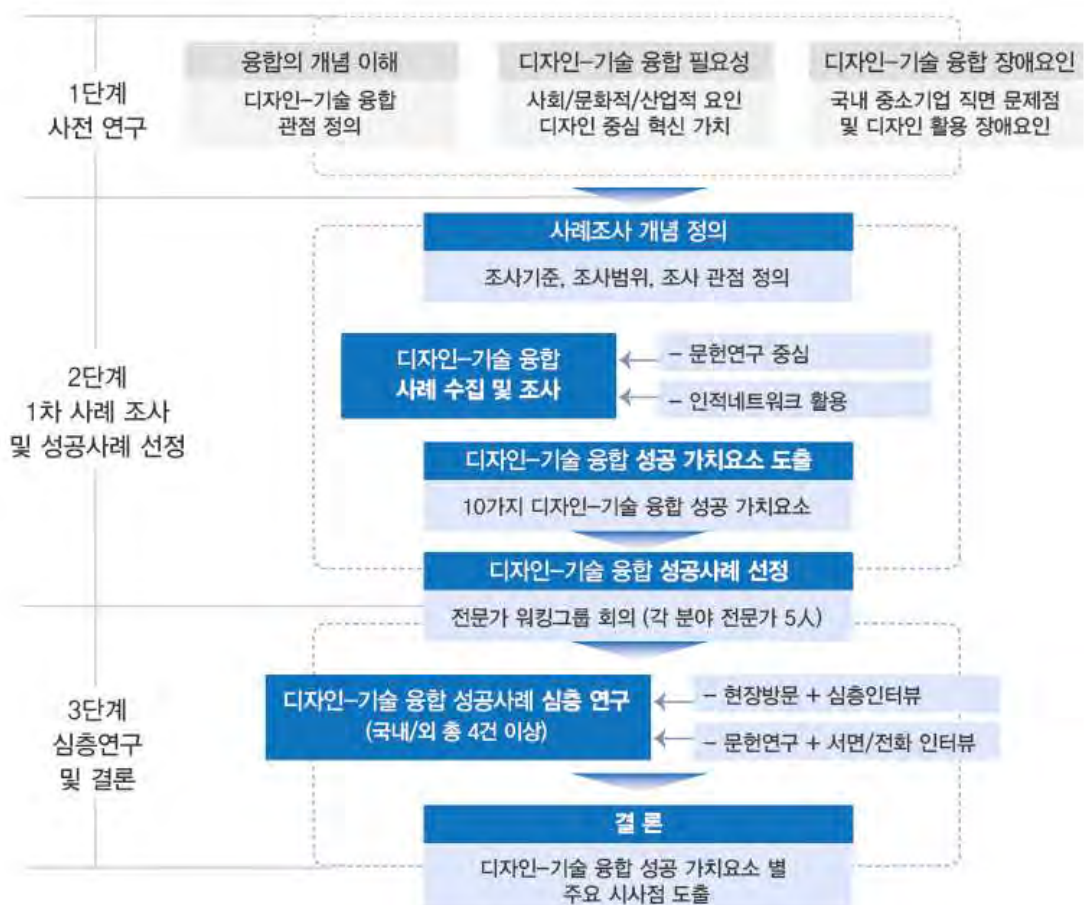 1단계
사전 연구
융합의 개념 이해
디자인-기술 융합
관점 정의
디자인-기술 융합 필요성
사회/문화적/산업적 요인
디자인 중심 혁신 가치
디자인-기술 융합 장애요인
국내 중소기업 직면 문제점
및 디자인 활용 장애요인
2단계
1차 사례 조사
및 성공사례 선정
사례조사 개념 정의
조사기준, 조사범위, 조사 관점 정의
디자인-기술 융합
사례 수집 및 조사
- 문헌연구 중심
- 인적네트워크 활용
디자인-기술 융합 성공 가치요소 도출
10가지 디자인-기술 융합 성공 가치요소
디자인-기술 융합 성공사례 선정
전문가 워킹그룹 회의 (각 분야 전문가 5人)
3단계
심층연구
및 결론
디자인-기술 융합 성공사례 심층 연구
(국내/외 총 4건 이상)
- 현장방문 + 심층인터뷰
- 문헌연구 + 서면/전화 인터뷰
결 론
디자인-기술 융합 성공 가치요소 별
주요 시사점 도출